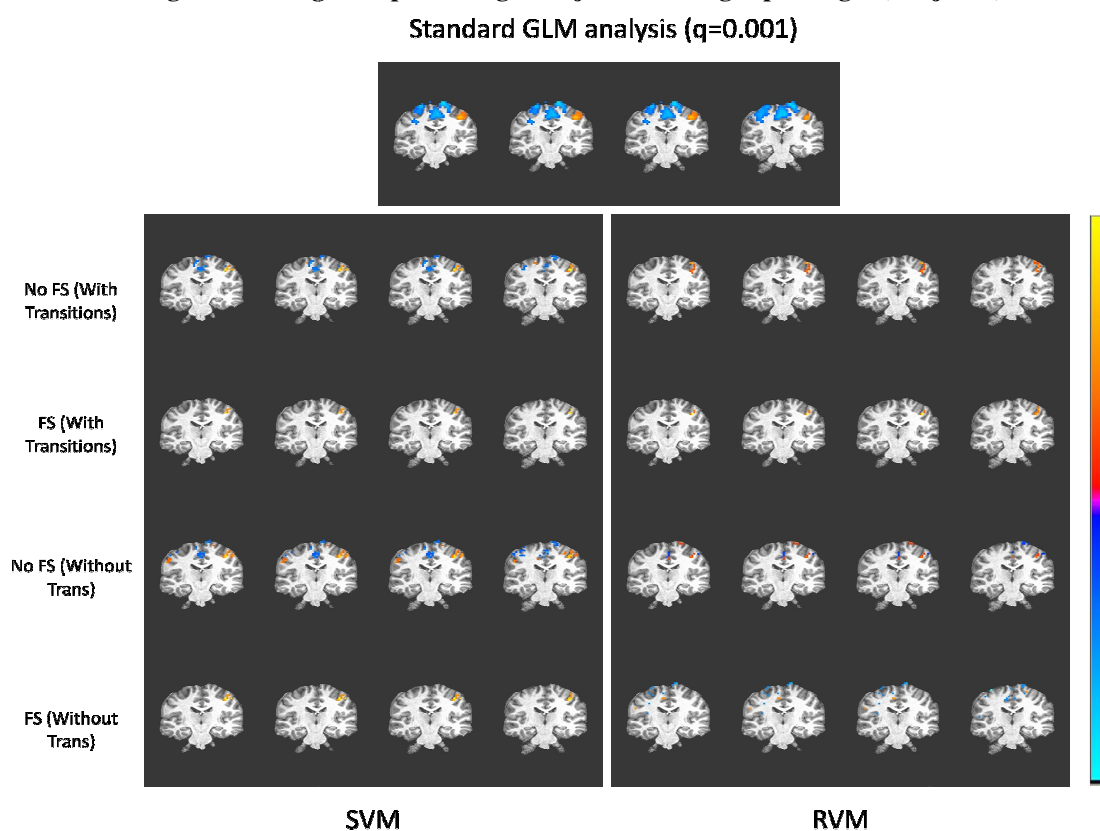 Standard GLM analysis (q=0.001)
No FS (With
Transitions)
FS (With
Transitions)
No FS (Without
Trans)
FS (Without
Trans)
SVM
RVM